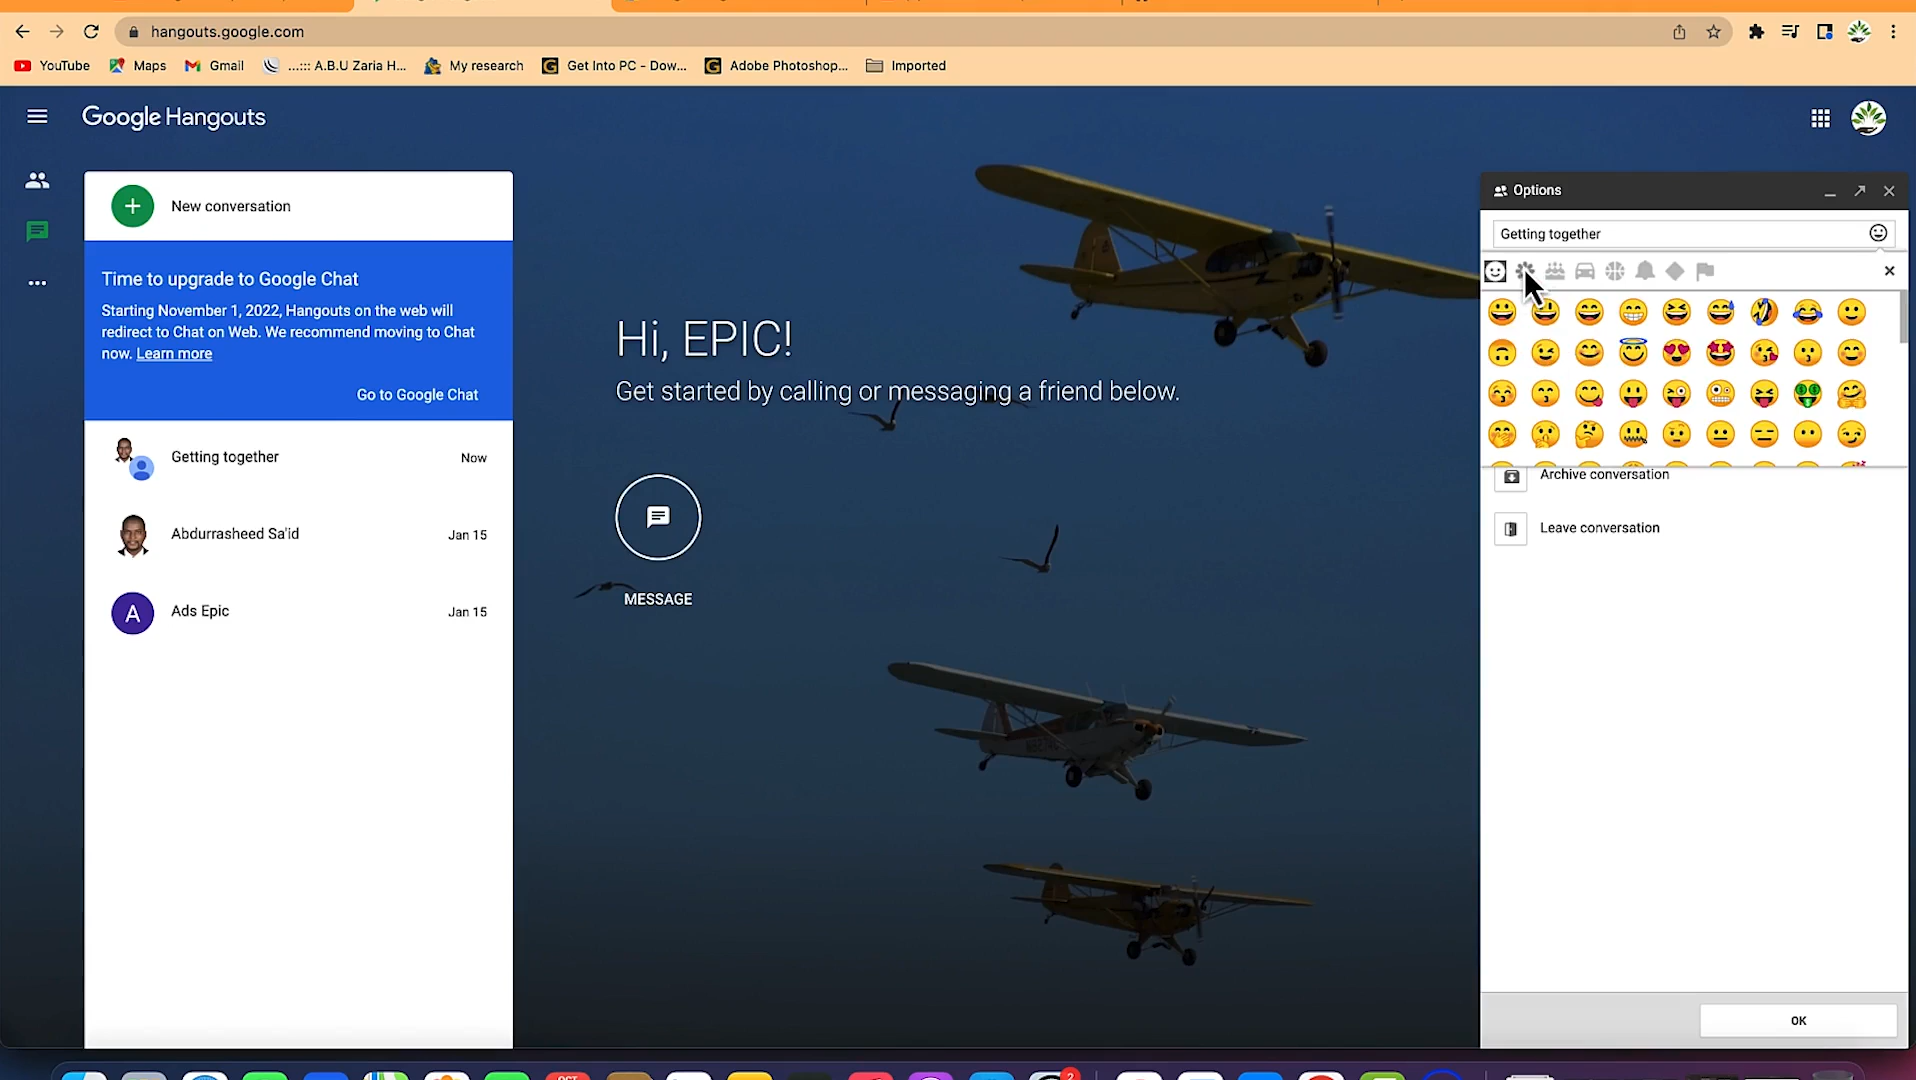 hangouts.google.com
YouTube
Maps
Gmail
...::: A.B.U Zaria H...
My research
Get Into PC - Dow...
Adobe Photoshop...
Imported
Google Hangouts
New conversation
Time to upgrade to Google Chat
Starting November 1, 2022, Hangouts on the web will
redirect to Chat on Web. We recommend moving to Chat
now. Learn more
Go to Google Chat
Getting together
Now
Abdurrasheed Sa'id
Jan 15
A
Ads Epic
Jan 15
Hi, EPIC!
Get started by calling or messaging a friend below.
MESSAGE
Options
Getting together
Archive conversation
Leave conversation
OK
OCT
2